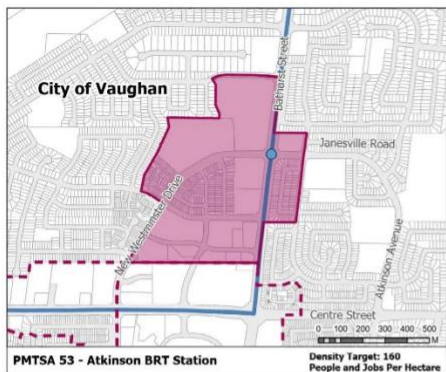 City of Vaughan
Bathurst Street
Janesville Road
New Westminster Drive
Atkinson Avenue
Centre Street
0 100 200 300 400 500
M
PMTSA 53 - Atkinson BRT Station
Density Target: 160
People and Jobs Per Hectare